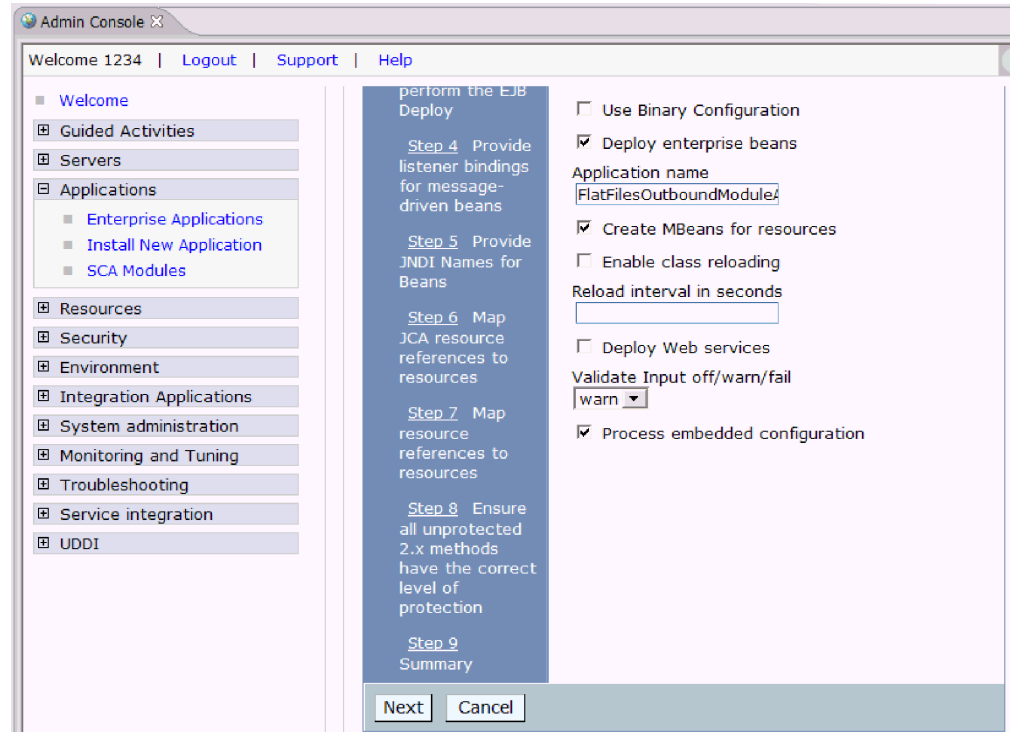 Admin Console
Welcome 1234 | Logout | Support | Help
Welcome
Guided Activities
Servers
Applications
Enterprise Applications
Install New Application
SCA Modules
Resources
Security
Environment
Integration Applications
System administration
Monitoring and Tuning
Troubleshooting
Service integration
UDDI
perform the EJB
Deploy
Step 4 Provide
listener bindings
for message-
driven beans
Step 5 Provide
JNDI Names for
Beans
Step 6 Map
JCA resource
references to
resources
Step 7 Map
resource
references to
resources
Step 8 Ensure
all unprotected
2.x methods
have the correct
level of
protection
Step 9
Summary
Use Binary Configuration
Deploy enterprise beans
Application name
FlatFilesOutboundModuleA
Create MBeans for resources
Enable class reloading
Reload interval in seconds
Deploy Web services
Validate Input off/warn/fail
warn
Process embedded configuration
Next Cancel